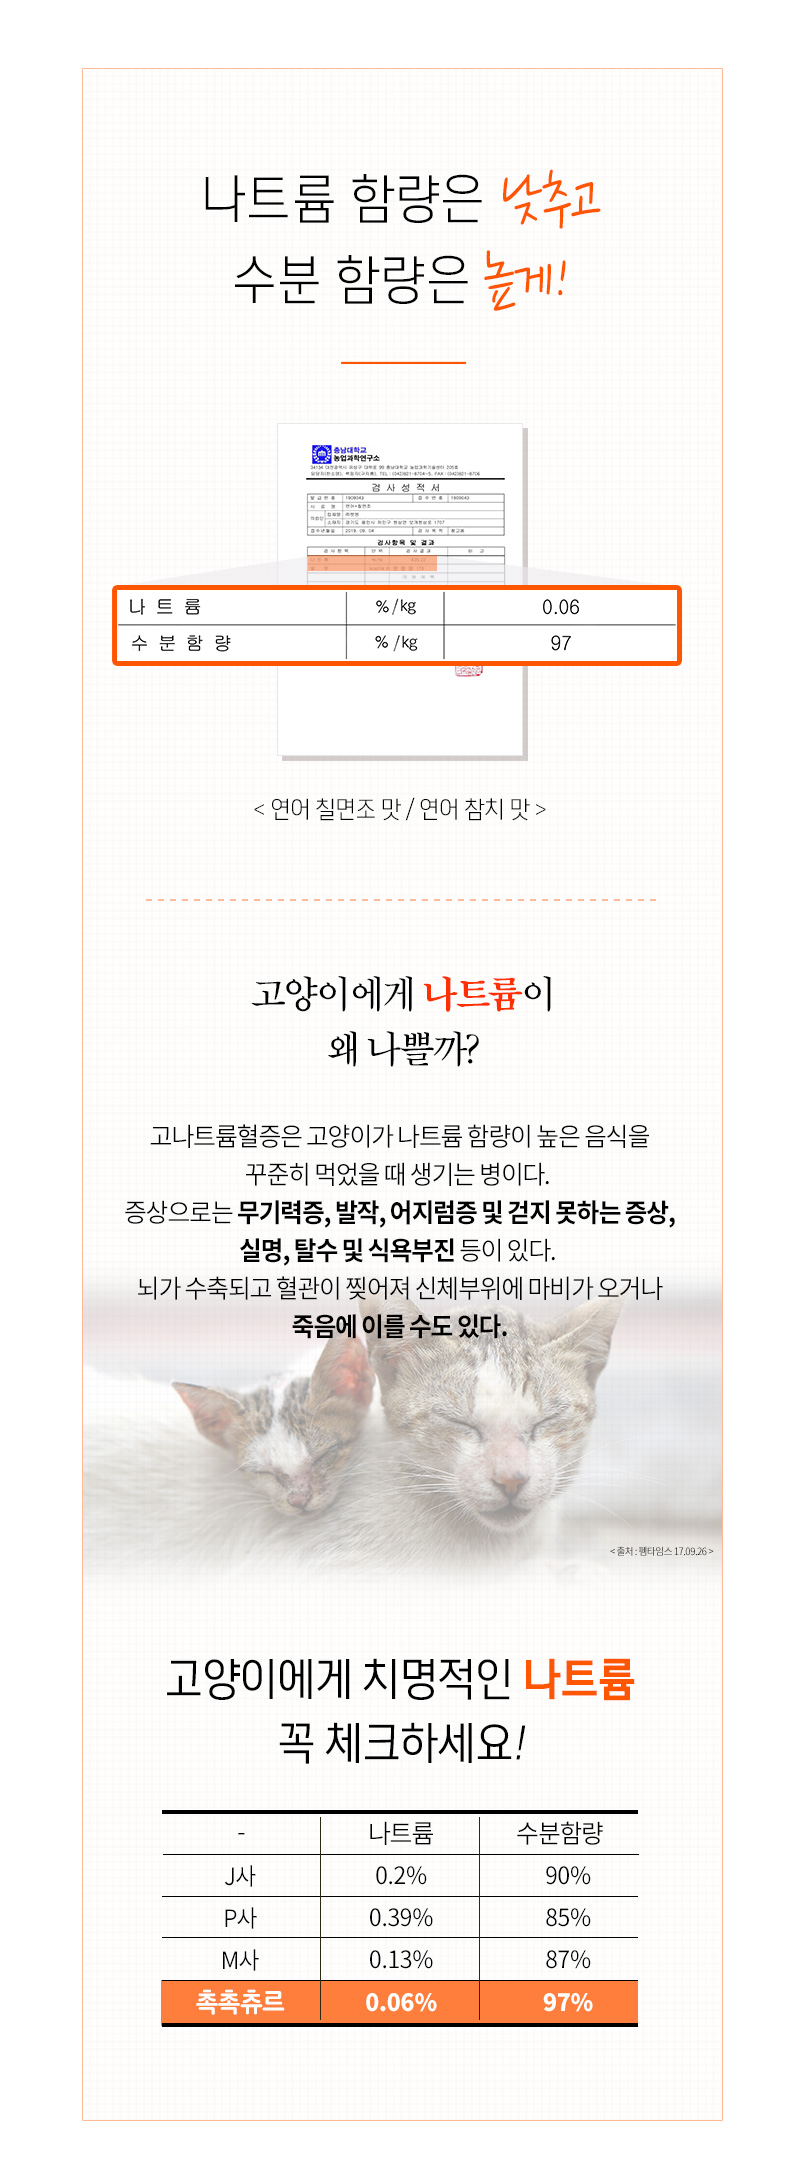 나트륨 함량은 낮추고
수분 함량은 높게!
충남대학교
농업과학연구소
검 사 성 적 서
검사항목 및 결과
나 트 륨 %/kg 0.06
수 분 함 량 %/kg 97
< 연어 칠면조 맛 / 연어 참치 맛 >
고양이에게 나트륨이
왜 나쁠까?
고나트륨혈증은 고양이가 나트륨 함량이 높은 음식을
꾸준히 먹었을 때 생기는 병이다.
증상으로는 무기력증, 발작, 어지럼증 및 걷지 못하는 증상,
실명, 탈수 및 식욕부진 등이 있다.
뇌가 수축되고 혈관이 찢어져 신체부위에 마비가 오거나
죽음에 이를 수도 있다.
< 출처 : 펫타임스 17.09.26 >
고양이에게 치명적인 나트륨
꼭 체크하세요!
- 나트륨 수분함량
J사 0.2% 90%
P사 0.39% 85%
M사 0.13% 87%
촉촉츄르 0.06% 97%